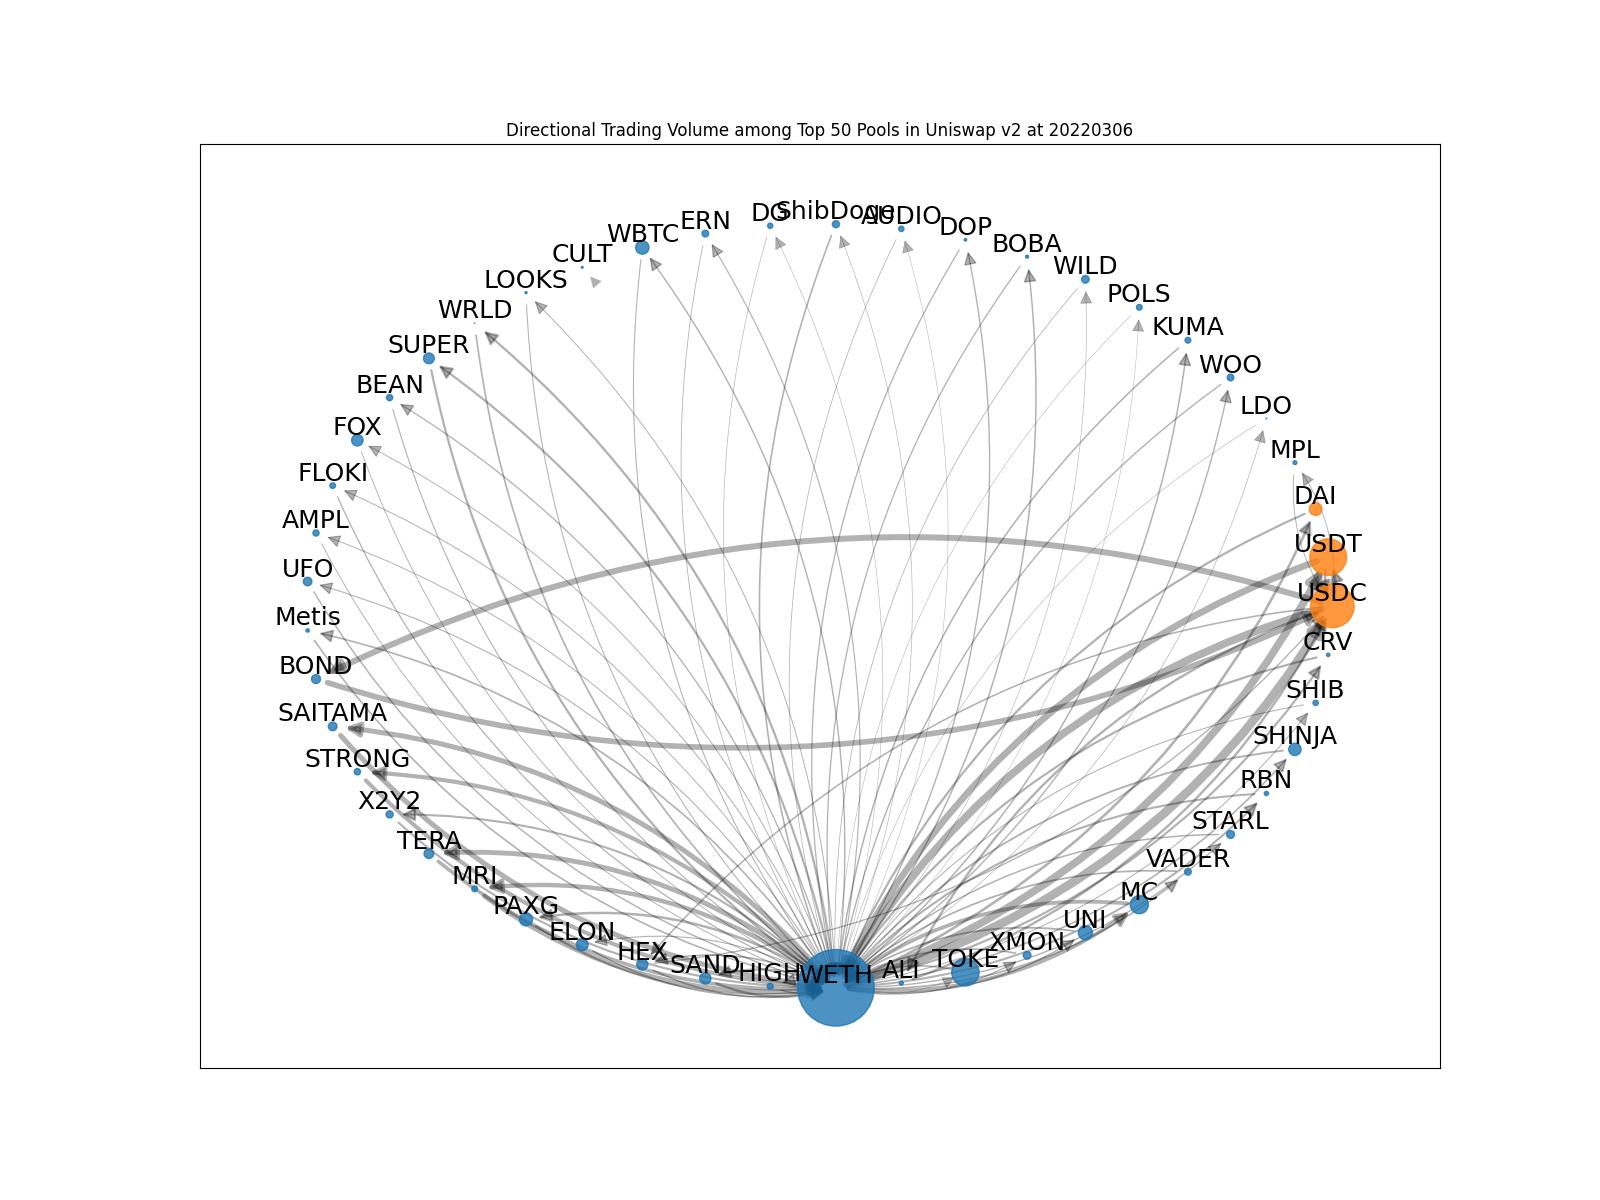 Directional Trading Volume among Top 50 Pools in Uniswap v2 at 20220306
DG
ShibDoge
AUDIO
ERN
DOP
WBTC
BOBA
CULT
WILD
LOOKS
POLS
WRLD
KUMA
SUPER
WOO
BEAN
LDO
FOX
MPL
FLOKI
DAI
AMPL
USDT
UFO
USDC
Metis
CRV
BOND
SHIB
SAITAMA
SHINJA
STRONG
RBN
X2Y2
STARL
TERA
VADER
MRI
MC
PAXG
UNI
ELON
XMON
HEX
TOKE
SAND
ALI
HIGH
WETH